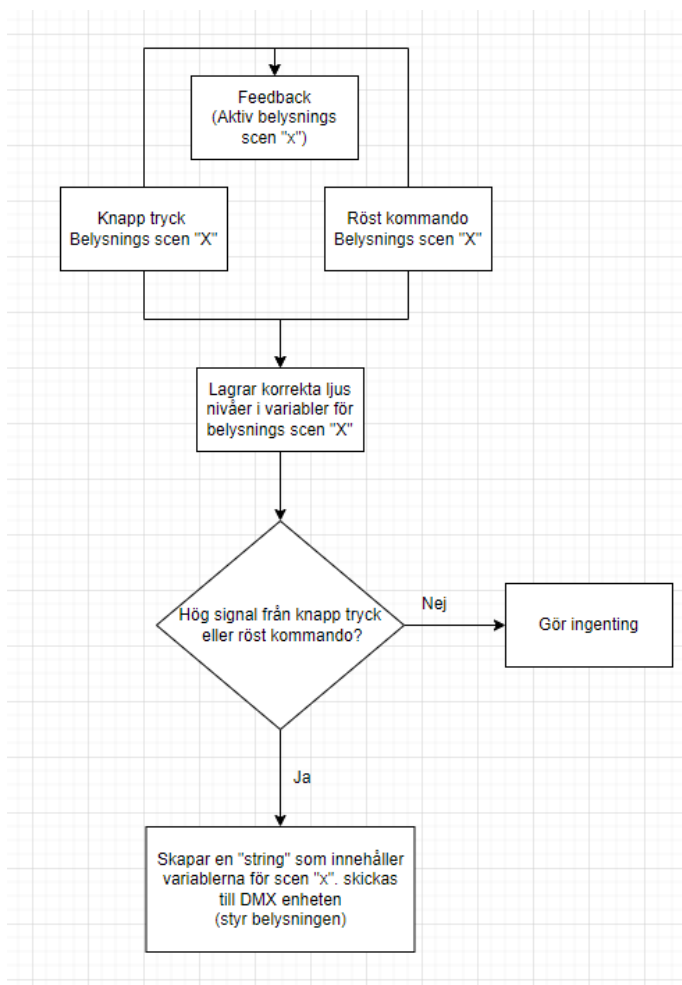 Feedback
(Aktiv belysnings
scen "x")
Knapp tryck
Belysnings scen "X"
Röst kommando
Belysnings scen "X"
Lagrar korrekta ljus
nivåer i variabler för
belysnings scen "X"
Hög signal från knapp tryck
eller röst kommando?
Nej
Gör ingenting
Ja
Skapar en "string" som innehåller
variablerna för scen "x". skickas
till DMX enheten
(styr belysningen)